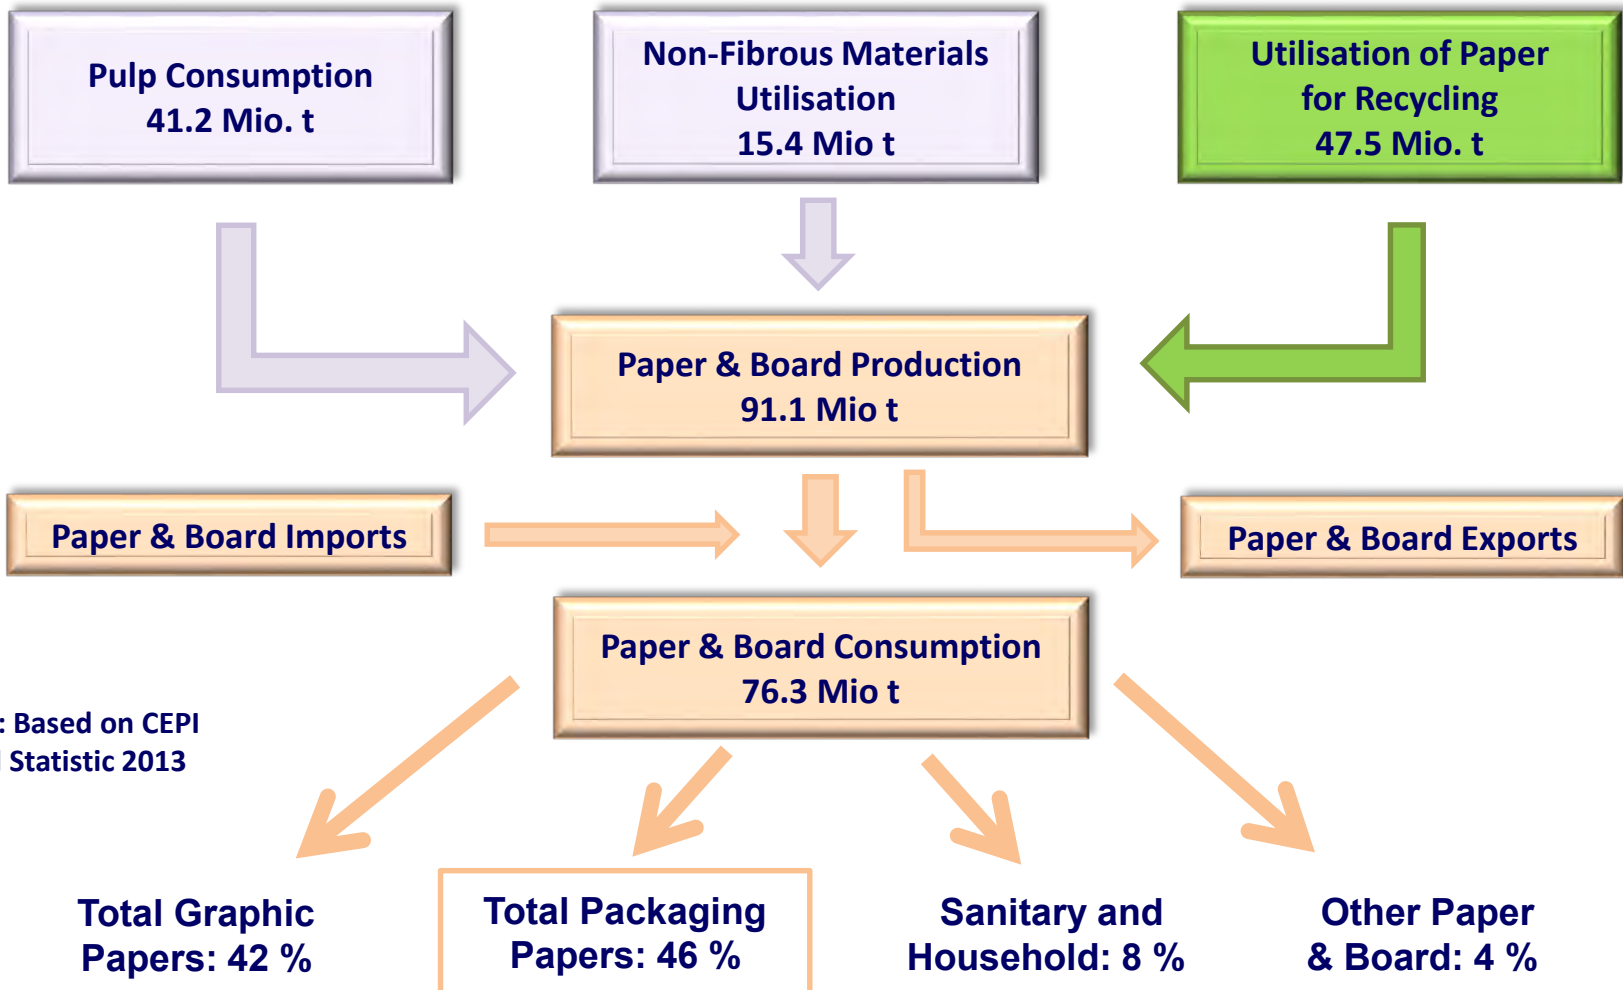 Pulp Consumption
41.2 Mio. t
Non-Fibrous Materials
Utilisation
15.4 Mio t
Utilisation of Paper
for Recycling
47.5 Mio. t
Paper & Board Production
91.1 Mio t
Paper & Board Imports
Paper & Board Exports
Paper & Board Consumption
76.3 Mio t
: Based on CEPI
Statistic 2013
Total Graphic
Papers: 42 %
Total Packaging
Papers: 46 %
Sanitary and
Household: 8 %
Other Paper
& Board: 4 %